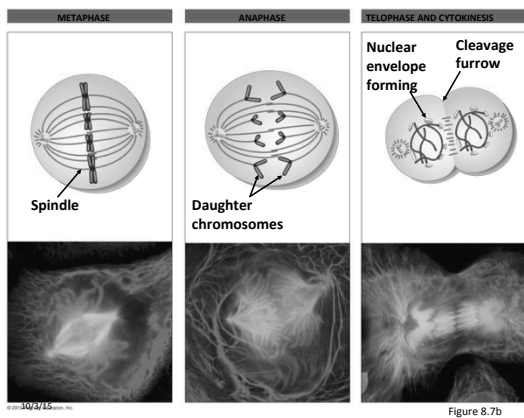 METAPHASE
ANAPHASE
TELOPHASE AND CYTOKINESIS
Nuclear
envelope
forming
Cleavage
furrow
Spindle
Daughter
chromosomes
10/3/15
Figure 8.7b